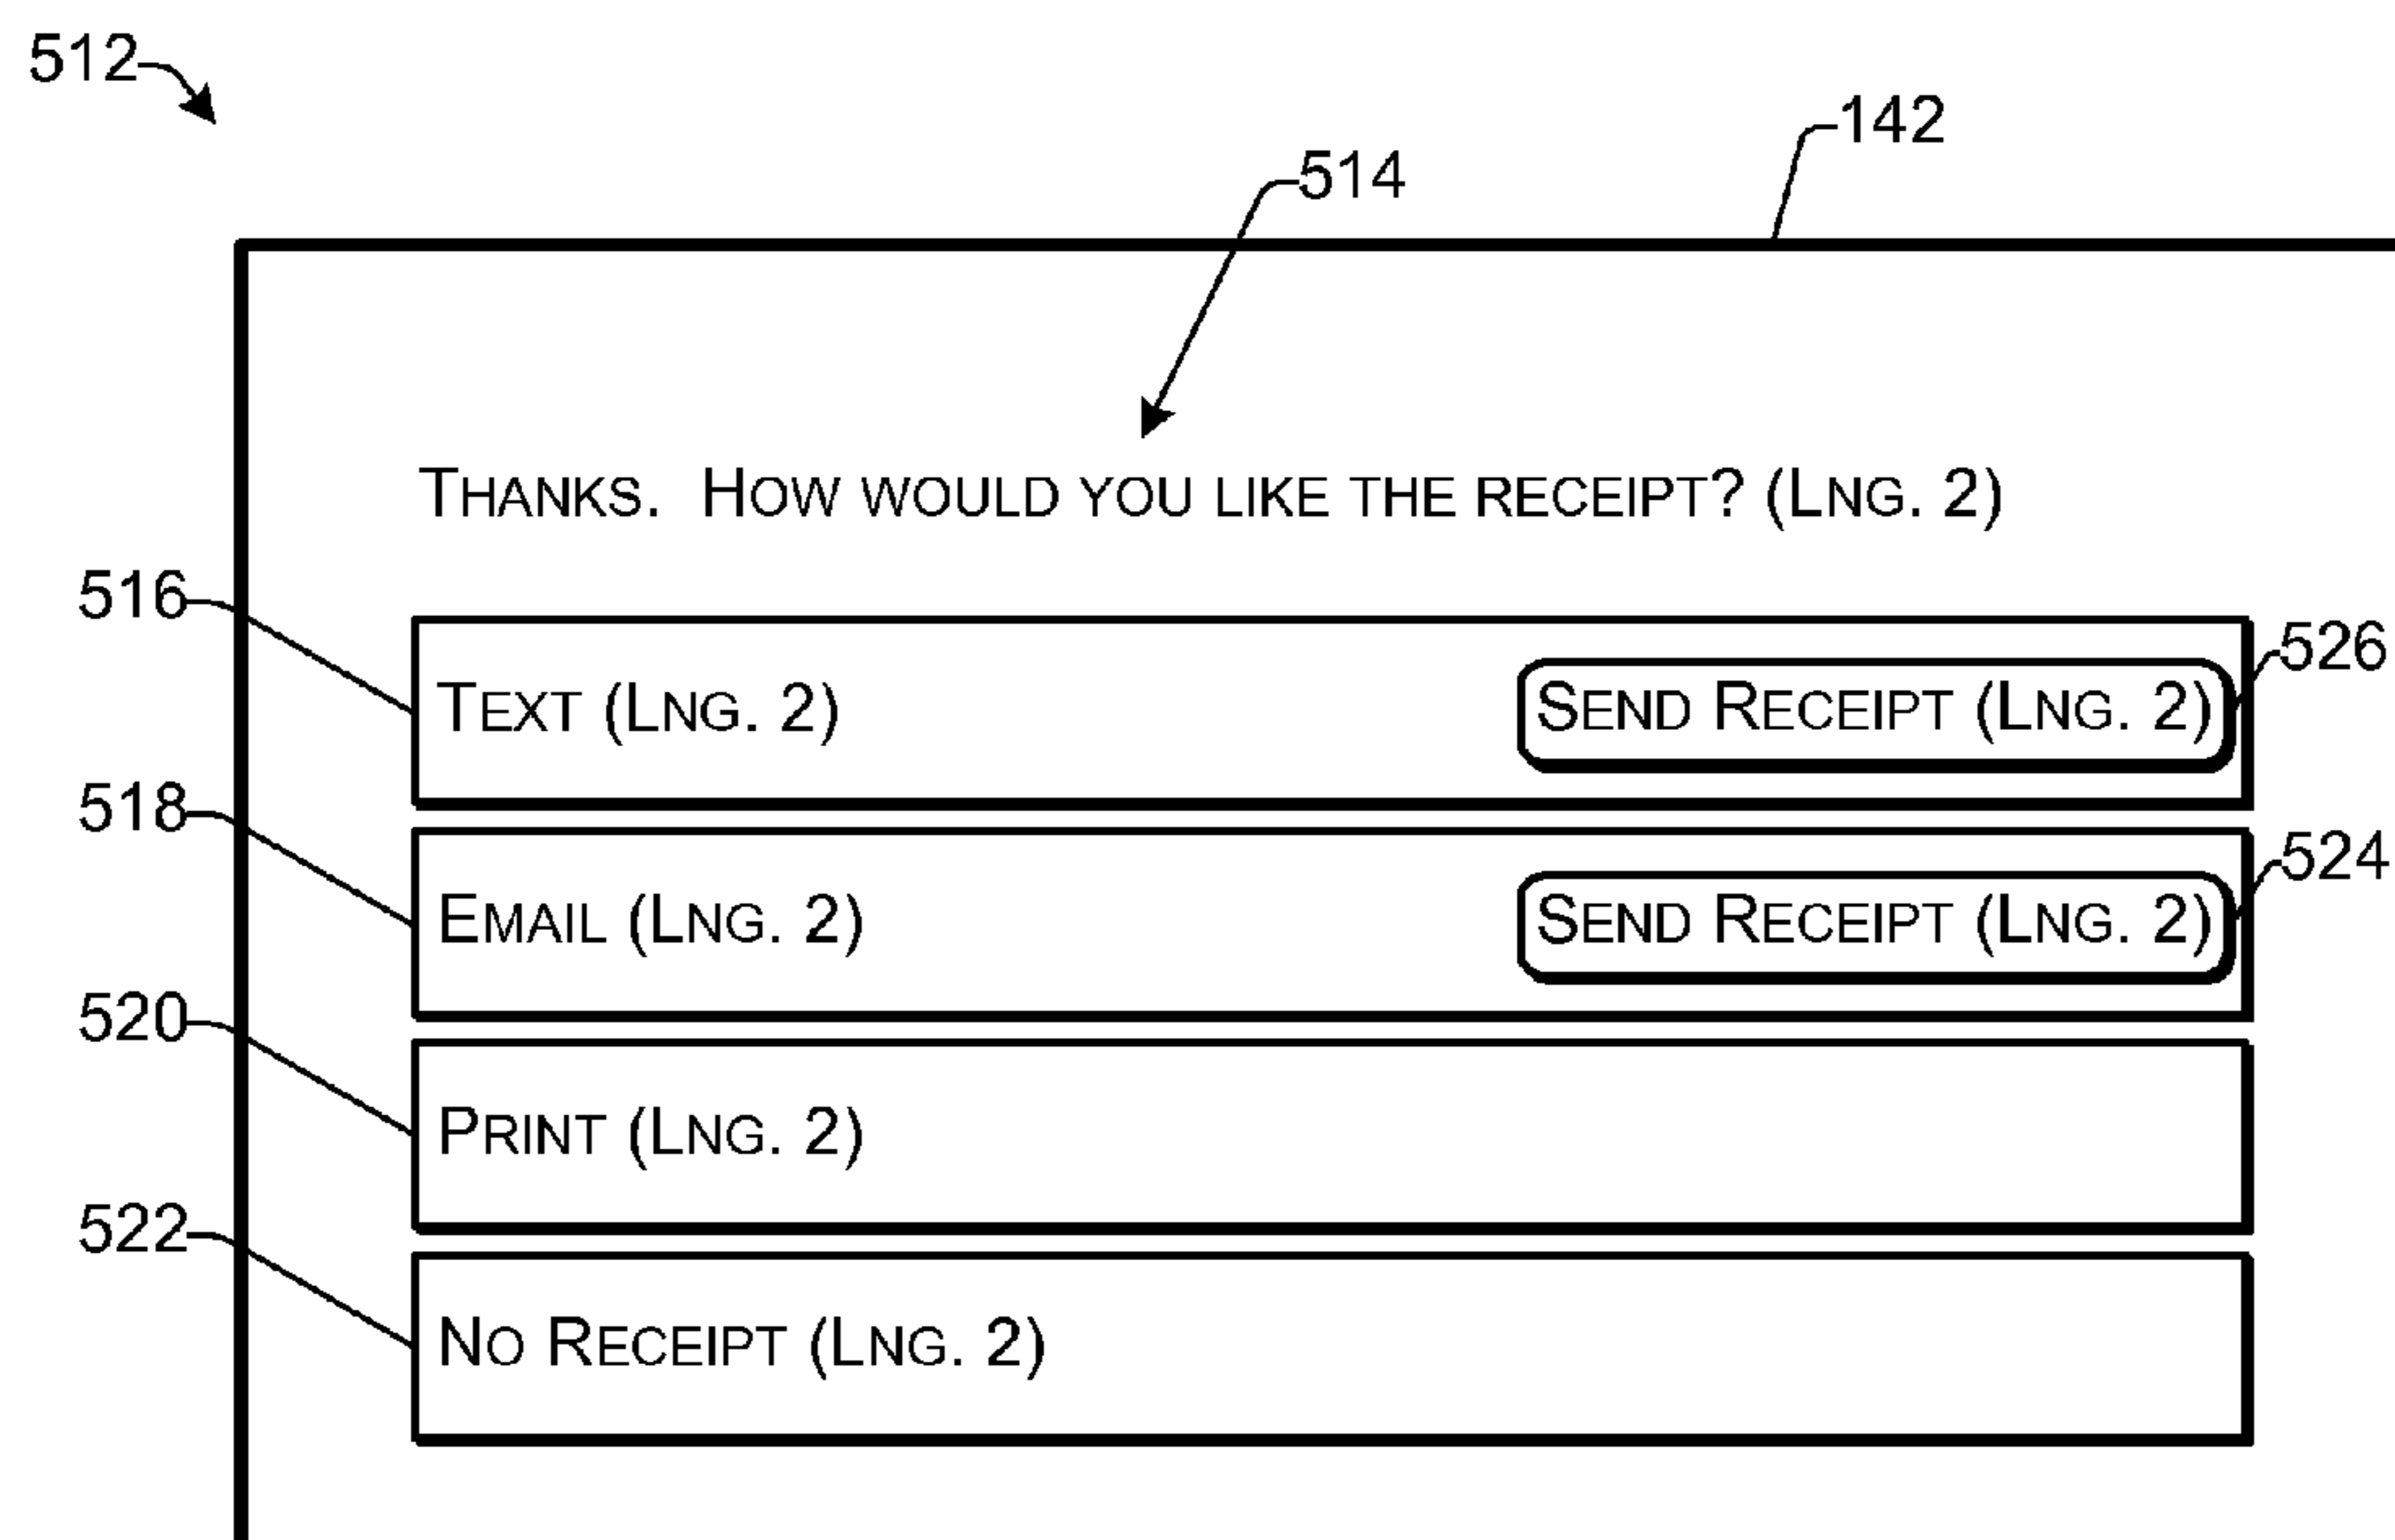 512
142
514
THANKS. HOW WOULD YOU LIKE THE RECEIPT? (LNG. 2)
516
TEXT (LNG. 2) SEND RECEIPT (LNG. 2) 526
518
EMAIL (LNG. 2) SEND RECEIPT (LNG. 2) 524
520
PRINT (LNG. 2)
522
NO RECEIPT (LNG. 2)